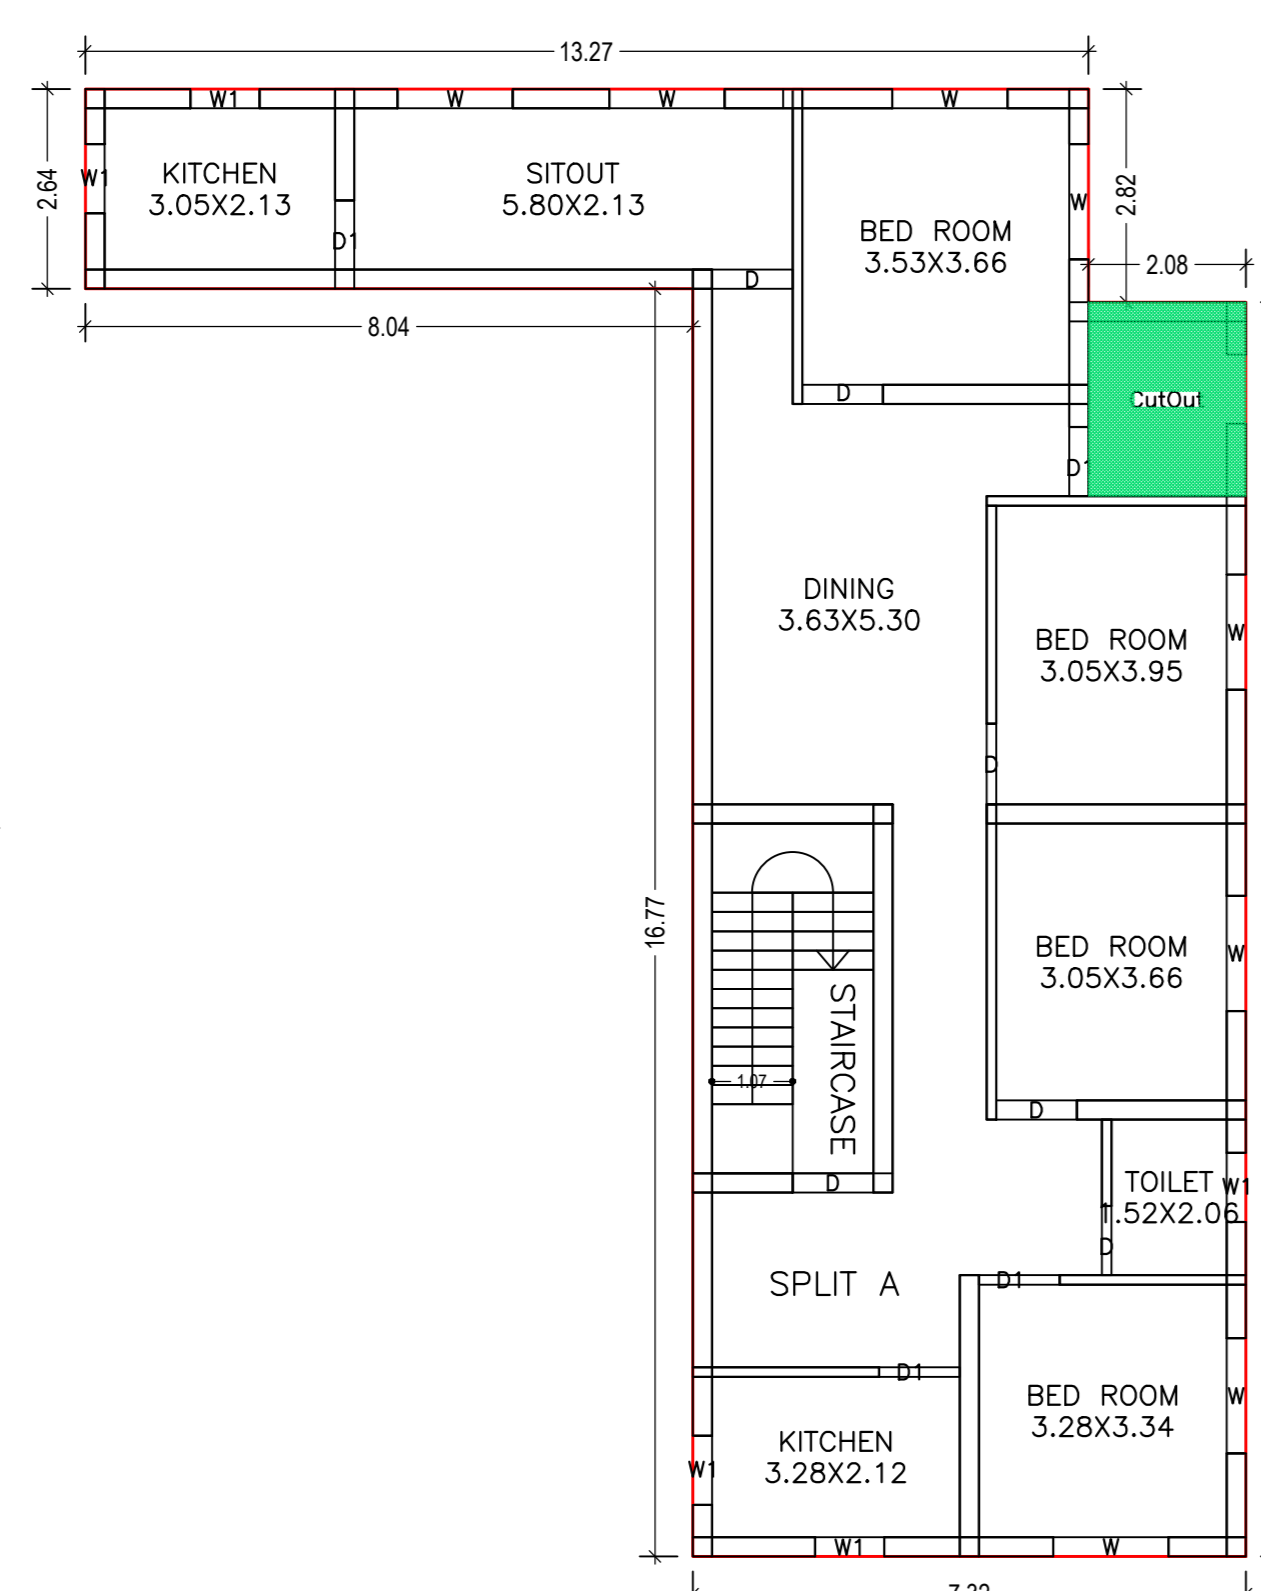 13.27
W1
W
W
W
2.64
W1
KITCHEN
3.05X2.13
SITOUT
5.80X2.13
D1
D
BED ROOM
3.53X3.66
W
2.82
2.08
8.04
D
CutOut
D1
DINING
3.63X5.30
BED ROOM
3.05X3.95
W
D
16.77
BED ROOM
3.05X3.66
W
STAIRCASE
1.07
D
D
TOILET
1.52X2.06
W1
D
SPLIT A
D1
D1
BED ROOM
3.28X3.34
W
KITCHEN
3.28X2.12
W1
W1
W